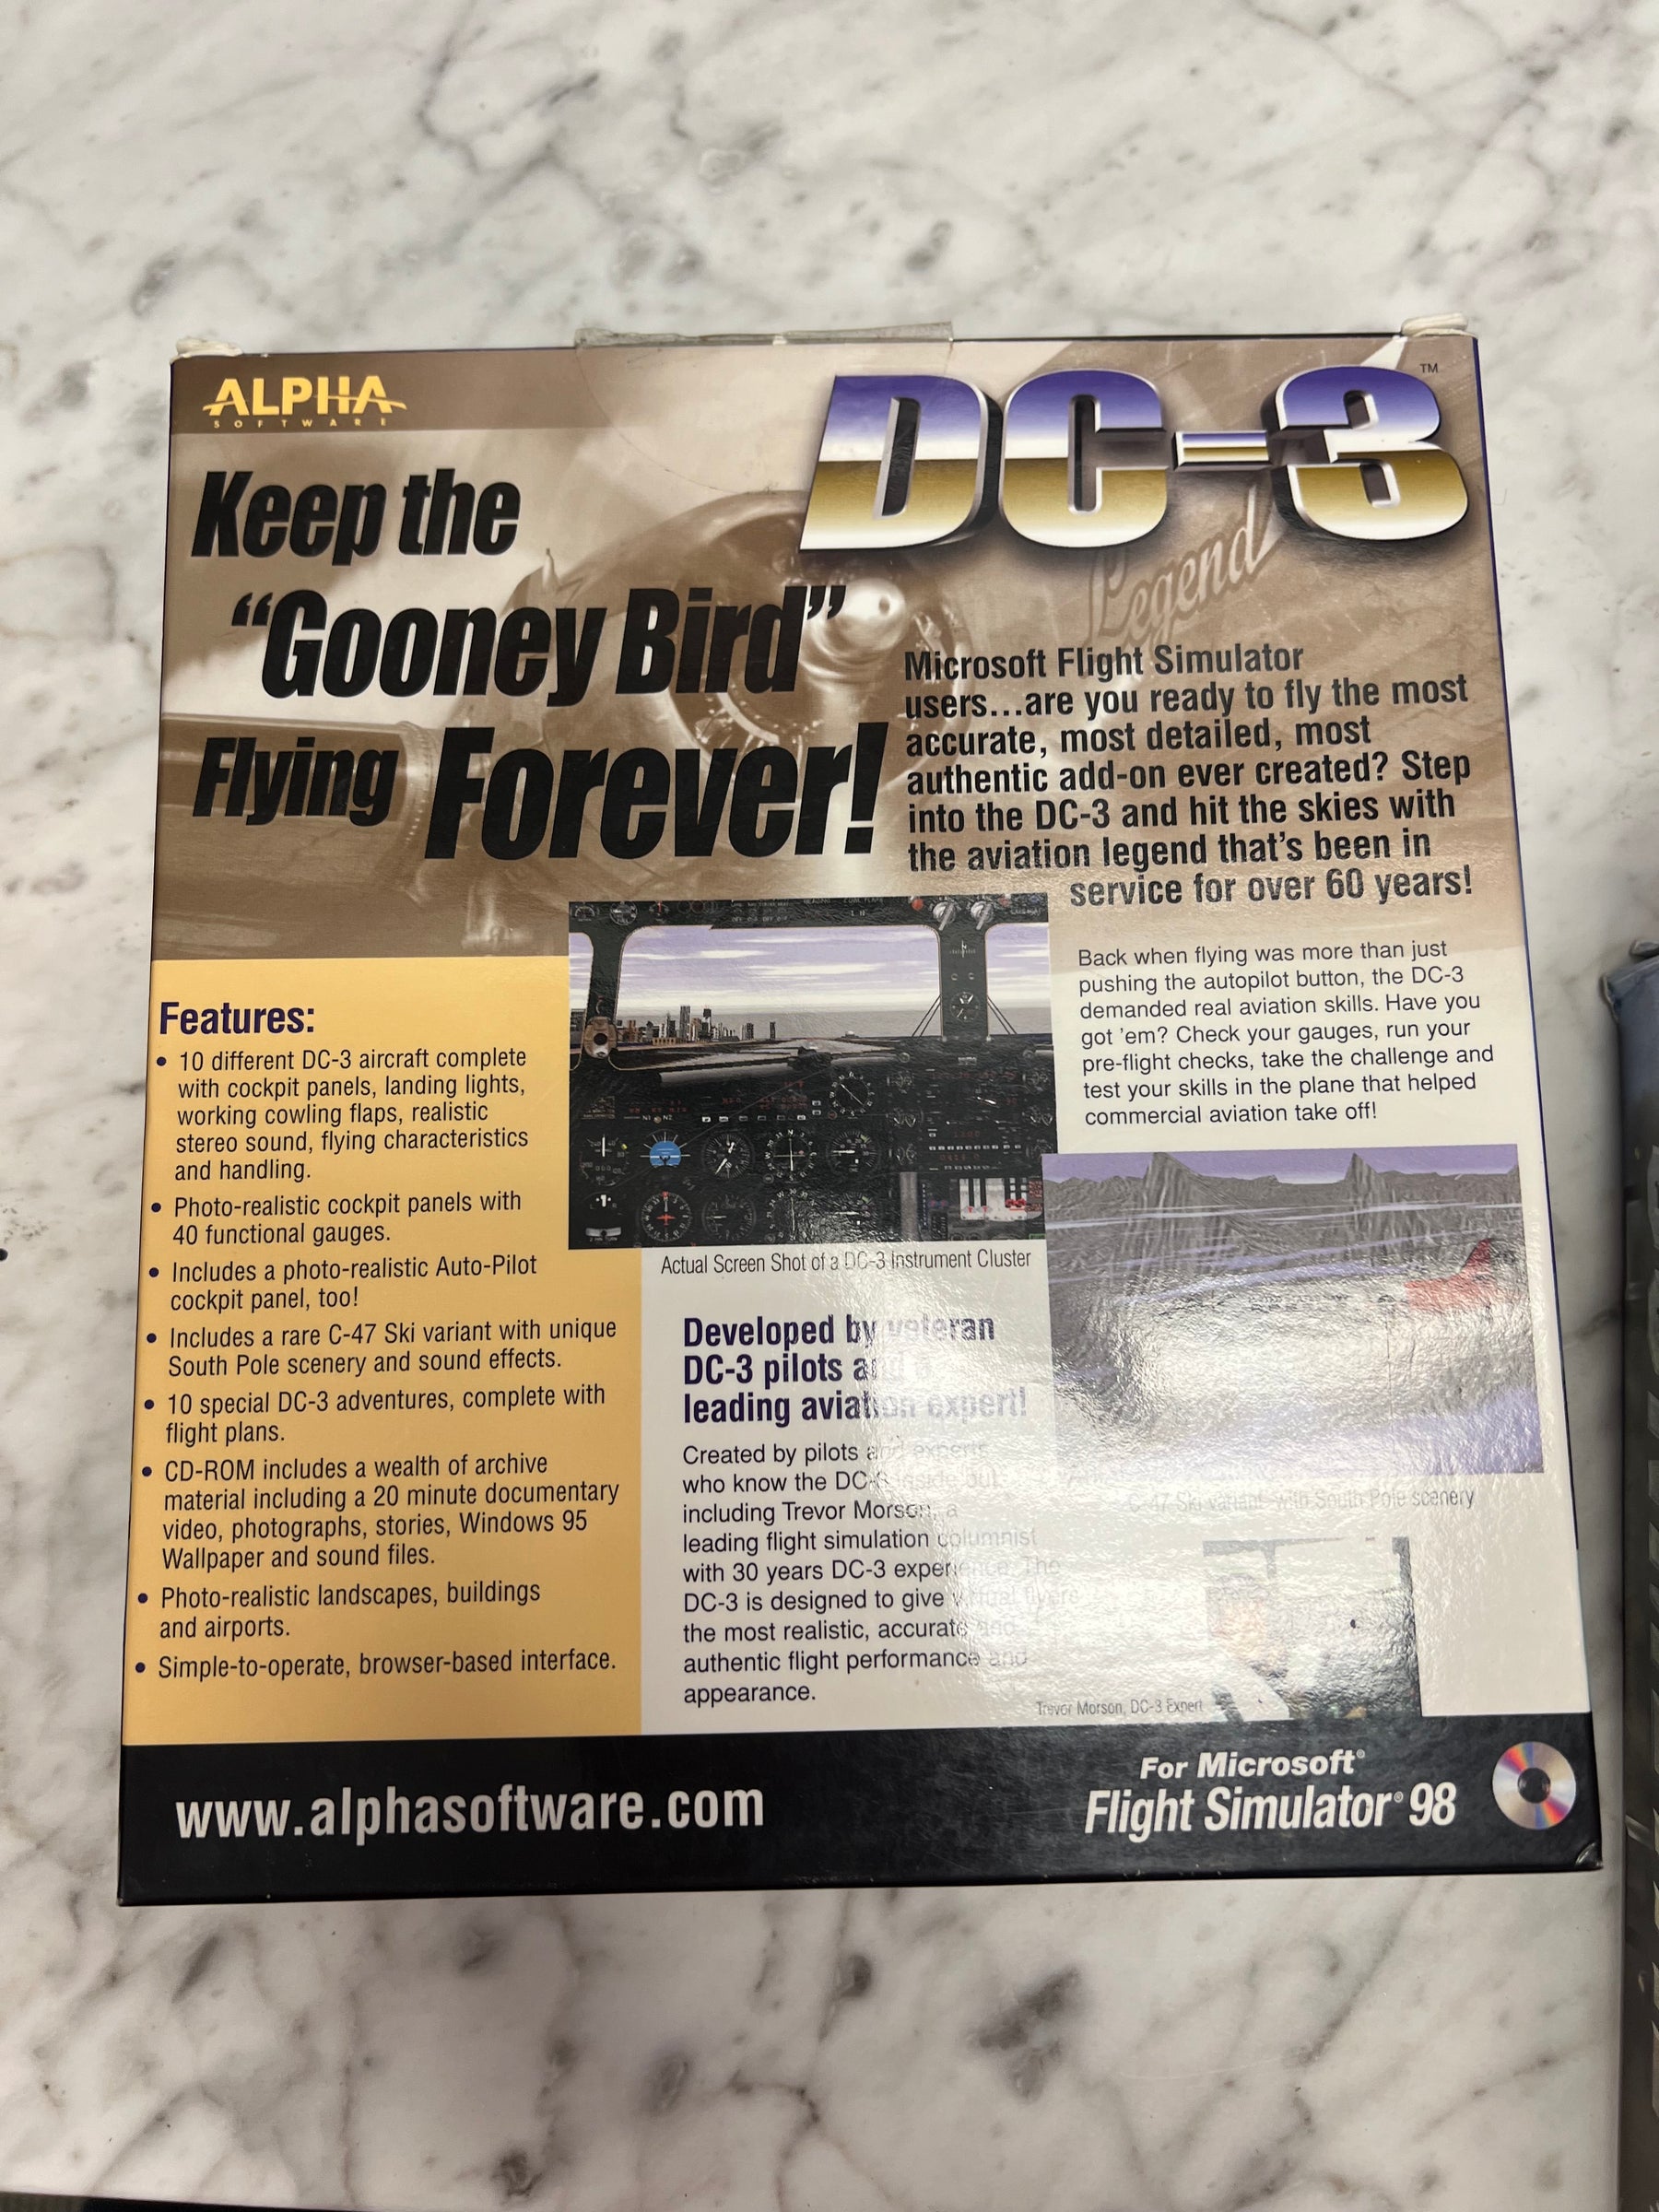 ALPHA
SOFTWARE
DC-3 TM
Legend
Keep the
“Gooney Bird”
Flying Forever!
Microsoft Flight Simulator
users...are you ready to fly the most
accurate, most detailed, most
authentic add-on ever created? Step
into the DC-3 and hit the skies with
the aviation legend that's been in
service for over 60 years!
Back when flying was more than just
pushing the autopilot button, the DC-3
demanded real aviation skills. Have you
got 'em? Check your gauges, run your
pre-flight checks, take the challenge and
test your skills in the plane that helped
commercial aviation take off!
Features:
• 10 different DC-3 aircraft complete
with cockpit panels, landing lights,
working cowling flaps, realistic
stereo sound, flying characteristics
and handling.
• Photo-realistic cockpit panels with
40 functional gauges.
• Includes a photo-realistic Auto-Pilot
cockpit panel, too!
• Includes a rare C-47 Ski variant with unique
South Pole scenery and sound effects.
• 10 special DC-3 adventures, complete with
flight plans.
• CD-ROM includes a wealth of archive
material including a 20 minute documentary
video, photographs, stories, Windows 95
Wallpaper and sound files.
• Photo-realistic landscapes, buildings
and airports.
• Simple-to-operate, browser-based interface.
Actual Screen Shot of a DC-3 Instrument Cluster
Developed by veteran
DC-3 pilots and
leading aviation expert!
Created by pilots and experts
who know the DC-3 inside out
including Trevor Morson, a
leading flight simulation columnist
with 30 years DC-3 experience. The
DC-3 is designed to give virtual flyers
the most realistic, accurate and
authentic flight performance and
appearance.
C-47 Ski variant with South Pole scenery
Trevor Morson, DC-3 Expert
www.alphasoftware.com
For Microsoft®
Flight Simulator® 98